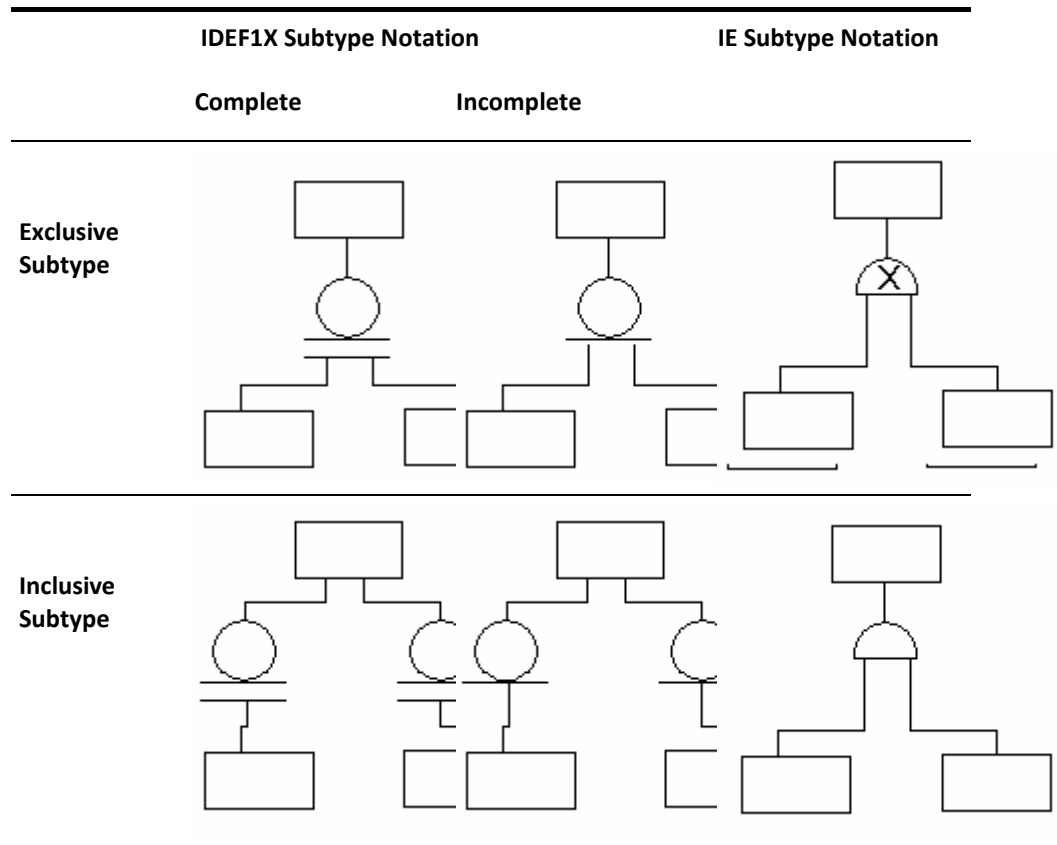 IDEF1X Subtype Notation IE Subtype Notation
Complete Incomplete
Exclusive
Subtype
X
Inclusive
Subtype